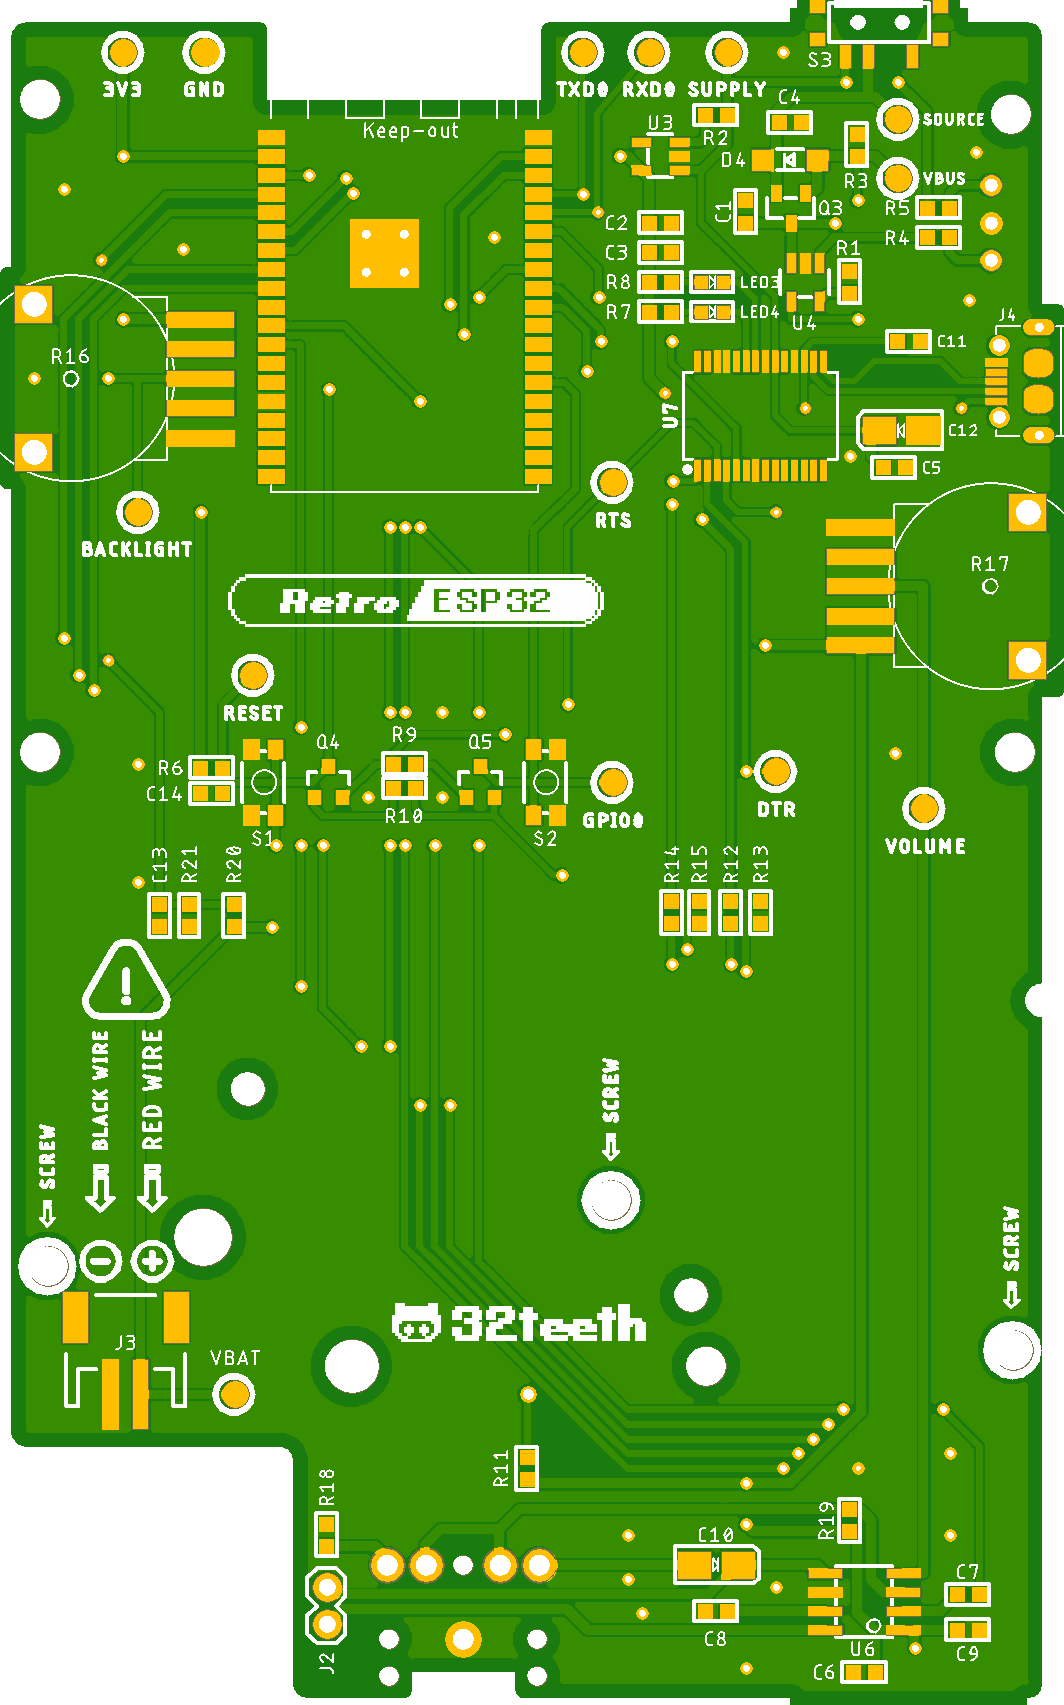 S3
3V3 GND TXD0 RXD0 SUPPLY
C4
SOURCE
Keep-out U3 R2
D4 R3 VBUS
C1 Q3 R5
C2 R4
C3 R1
R8 LED3
R7 LED4 U4 J4
R16 C11
U7 C12
C5
RTS
BACKLIGHT
R17
Retro ESP32
RESET
R9 Q4 Q5
R6
C14 DTR
R10 GPIO0
S1 S2 VOLUME
C13 R21 R20 R14 R15 R12 R13
!
BLACK WIRE RED WIRE
SCREW
SCREW
SCREW
32teeth
J3 VBAT
R11
R18
R19
C10
C7
C8 U6 C9
J2 C6